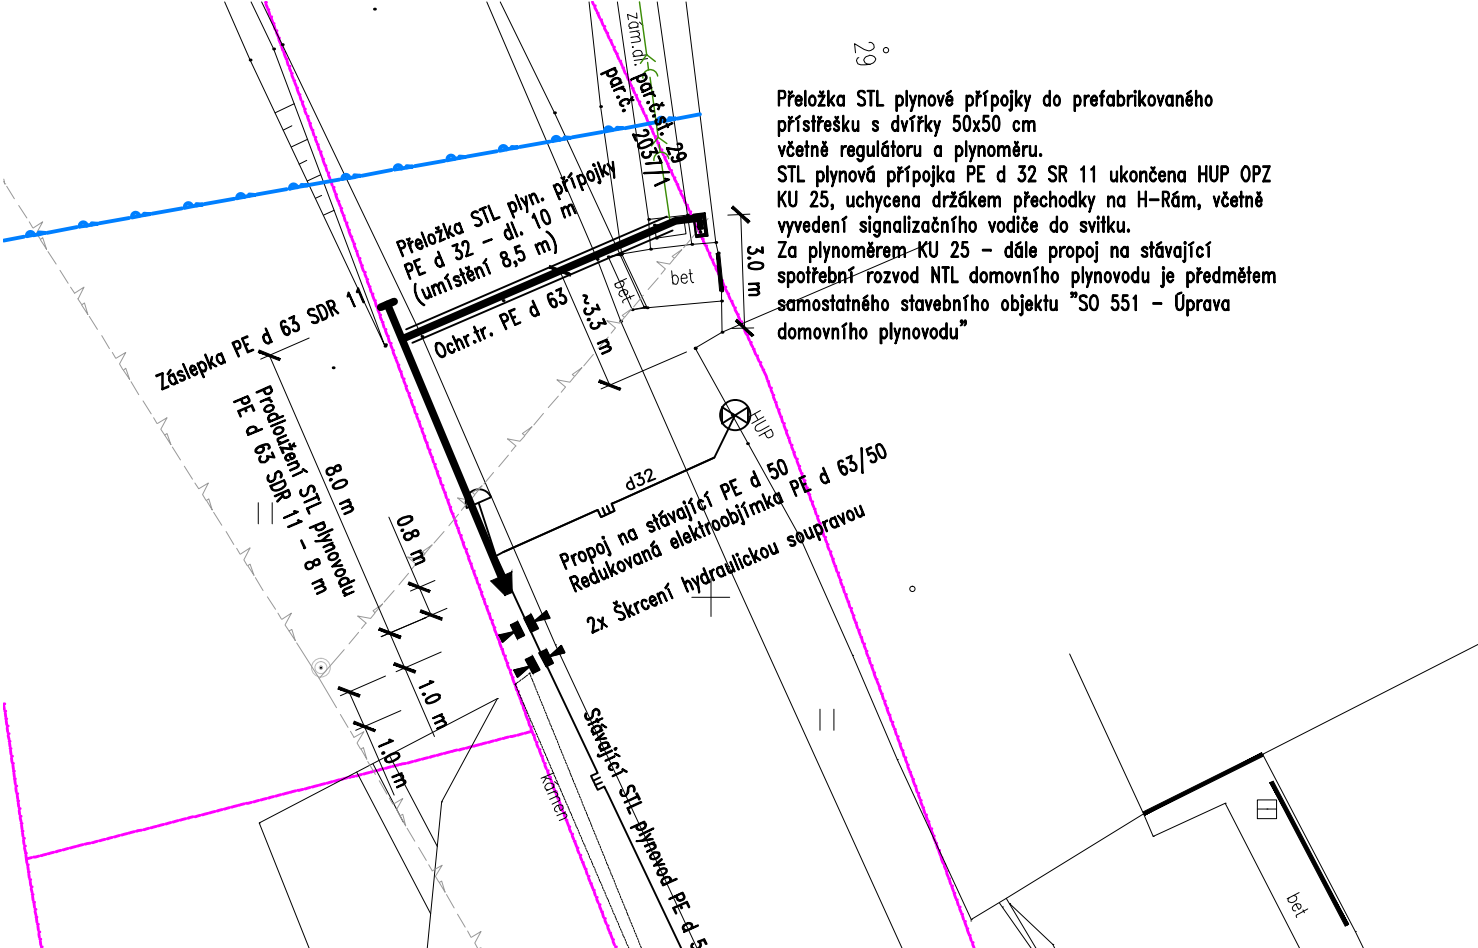 29
Přeložka STL plynové přípojky do prefabrikovaného
přístřešku s dvířky 50x50 cm
včetně regulátoru a plynoměru.
STL plynová přípojka PE d 32 SR 11 ukončena HUP OPZ
KU 25, uchycena držákem přechodky na H-Rám, včetně
vyvedení signalizačního vodiče do svitku.
Za plynoměrem KU 25 - dále propoj na stávající
spotřební rozvod NTL domovního plynovodu je předmětem
samostatného stavebního objektu "SO 551 - Úprava
domovního plynovodu"
zám.dl.
par.č.st. 29
par.č. 2037/1
Přeložka STL plyn. přípojky
PE d 32 - dl. 10 m
(umístění 8,5 m)
bet
bet
3.0 m
Ochr.tr. PE d 63
~3.3 m
Záslepka PE d 63 SDR 11
Prodloužení STL plynovodu
PE d 63 SDR 11 - 8 m
8.0 m
0.8 m
1.0 m
1.0 m
HUP
d32
Propoj na stávající PE d 50
Redukovaná elektroobjímka PE d 63/50
2x Škrcení hydraulickou soupravou
Stávající STL plynovod PE d 5
kámen
bet